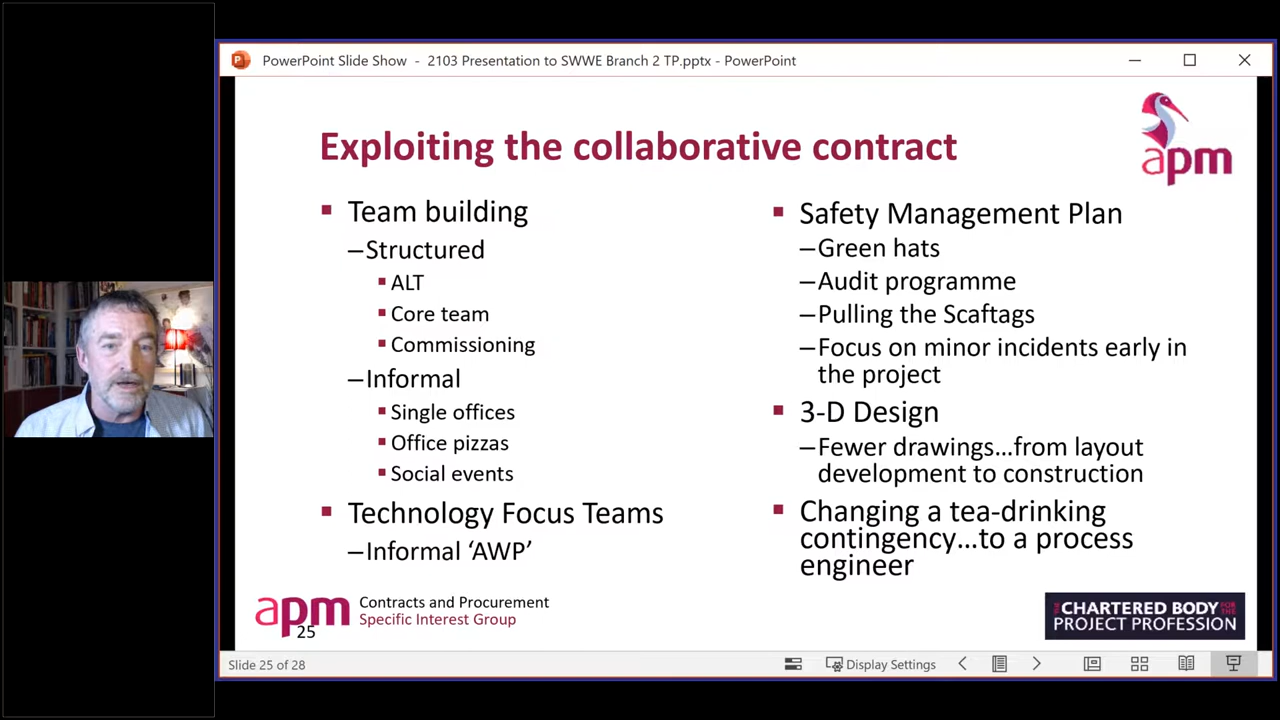 PowerPoint Slide Show - 2103 Presentation to SWWE Branch 2 TP.pptx - PowerPoint
Exploiting the collaborative contract
apm
▪ Team building
–Structured
▪ ALT
▪ Core team
▪ Commissioning
–Informal
▪ Single offices
▪ Office pizzas
▪ Social events
▪ Technology Focus Teams
–Informal ‘AWP’
▪ Safety Management Plan
–Green hats
–Audit programme
–Pulling the Scaftags
–Focus on minor incidents early in
the project
▪ 3-D Design
–Fewer drawings...from layout
development to construction
▪ Changing a tea-drinking
contingency...to a process
engineer
apm
Contracts and Procurement
Specific Interest Group
25
THE CHARTERED BODY FOR THE
PROJECT PROFESSION
Slide 25 of 28
Display Settings